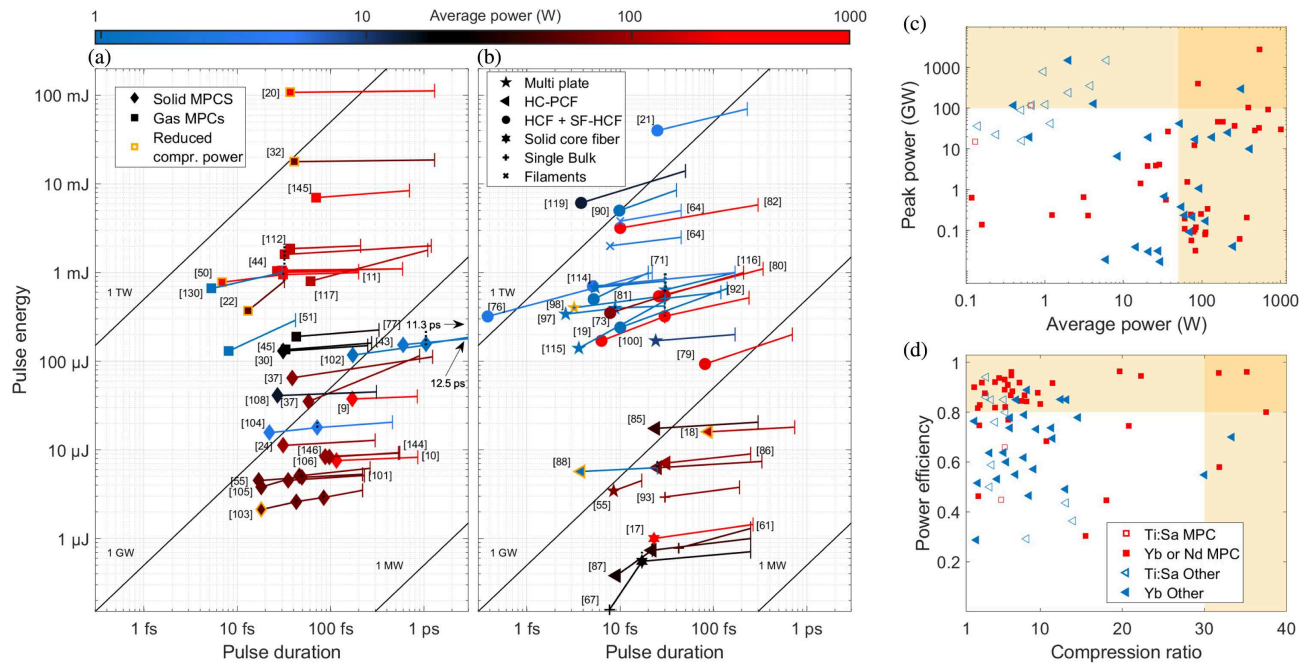 1 10 Average power (W) 100 1000
(a)
100 mJ
10 mJ
1 mJ
100 µJ
10 µJ
1 µJ
Pulse energy
Solid MPCS
Gas MPCs
Reduced
compr. power
[20]
[32]
[145]
[112]
[44]
[50]
[11]
[130]
[22]
[117]
[51]
[77]
11.3 ps
[45]
[43]
[30]
[102]
12.5 ps
[37]
[108]
[37]
[9]
[104]
[24]
[144]
[146]
[106]
[10]
[55]
[101]
[105]
[103]
1 TW
1 GW
1 MW
1 fs 10 fs 100 fs 1 ps
Pulse duration
(b)
Multi plate
HC-PCF
HCF + SF-HCF
Solid core fiber
Single Bulk
Filaments
[21]
[119]
[90]
[64]
[82]
[64]
[71]
[114]
[116]
[80]
[76]
[98]
[81]
[92]
[97]
[73]
[19]
[115]
[100]
[79]
[85]
[18]
[88]
[86]
[55]
[93]
[17]
[61]
[87]
[67]
1 TW
1 GW
1 MW
1 fs 10 fs 100 fs 1 ps
Pulse duration
(c)
Peak power (GW)
1000
100
10
1
0.1
0.1 1 10 100 1000
Average power (W)
(d)
Power efficiency
1
0.8
0.6
0.4
0.2
Ti:Sa MPC
Yb or Nd MPC
Ti:Sa Other
Yb Other
1 10 20 30 40
Compression ratio